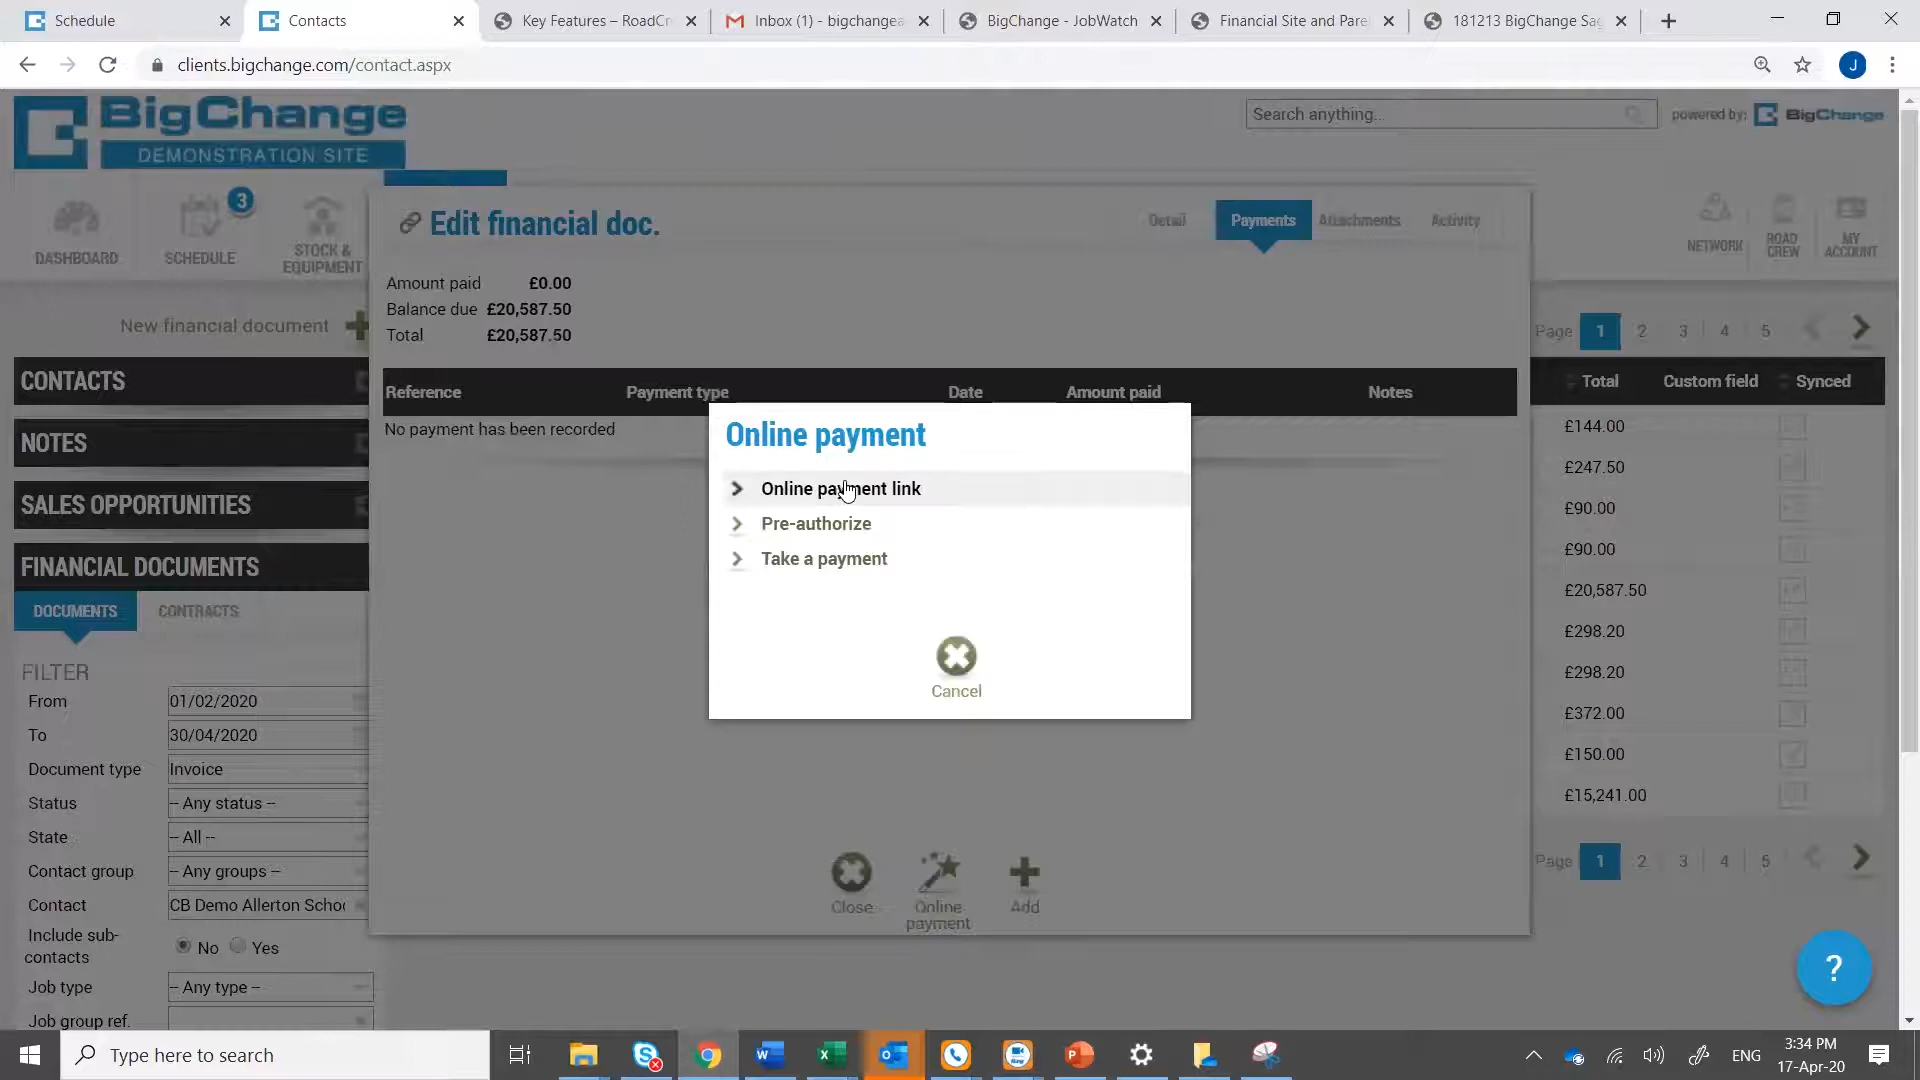 Schedule
Contacts
Key Features – RoadCr
Inbox (1) - bigchangea
BigChange - JobWatch
Financial Site and Pare
181213 BigChange Sag
clients.bigchange.com/contact.aspx
J
BigChange
DEMONSTRATION SITE
Search anything...
powered by: BigChange
DASHBOARD
SCHEDULE
3
STOCK &
EQUIPMENT
NETWORK
ROAD
CREW
MY
ACCOUNT
Edit financial doc.
Detail
Payments
Attachments
Activity
Amount paid £0.00
Balance due £20,587.50
Total £20,587.50
New financial document
Page 1 2 3 4 5
CONTACTS
NOTES
SALES OPPORTUNITIES
FINANCIAL DOCUMENTS
DOCUMENTS
CONTRACTS
FILTER
From 01/02/2020
To 30/04/2020
Document type Invoice
Status -- Any status --
State -- All --
Contact group -- Any groups --
Contact CB Demo Allerton Schoo
Include sub-
contacts No Yes
Job type -- Any type --
Job group ref.
Reference Payment type Date Amount paid Notes
No payment has been recorded
Online payment
Online payment link
Pre-authorize
Take a payment
Cancel
Close
Online
payment
Add
Total Custom field Synced
£144.00
£247.50
£90.00
£90.00
£20,587.50
£298.20
£298.20
£372.00
£150.00
£15,241.00
Page 1 2 3 4 5
?
Type here to search
ENG
3:34 PM
17-Apr-20